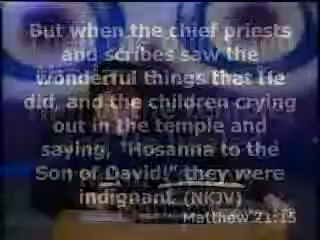 But when the chief priests
and scribes saw the
wonderful things that He
did, and the children crying
out in the temple and
saying, "Hosanna to the
Son of David!" they were
indignant (NKJV)
Matthew 21:15